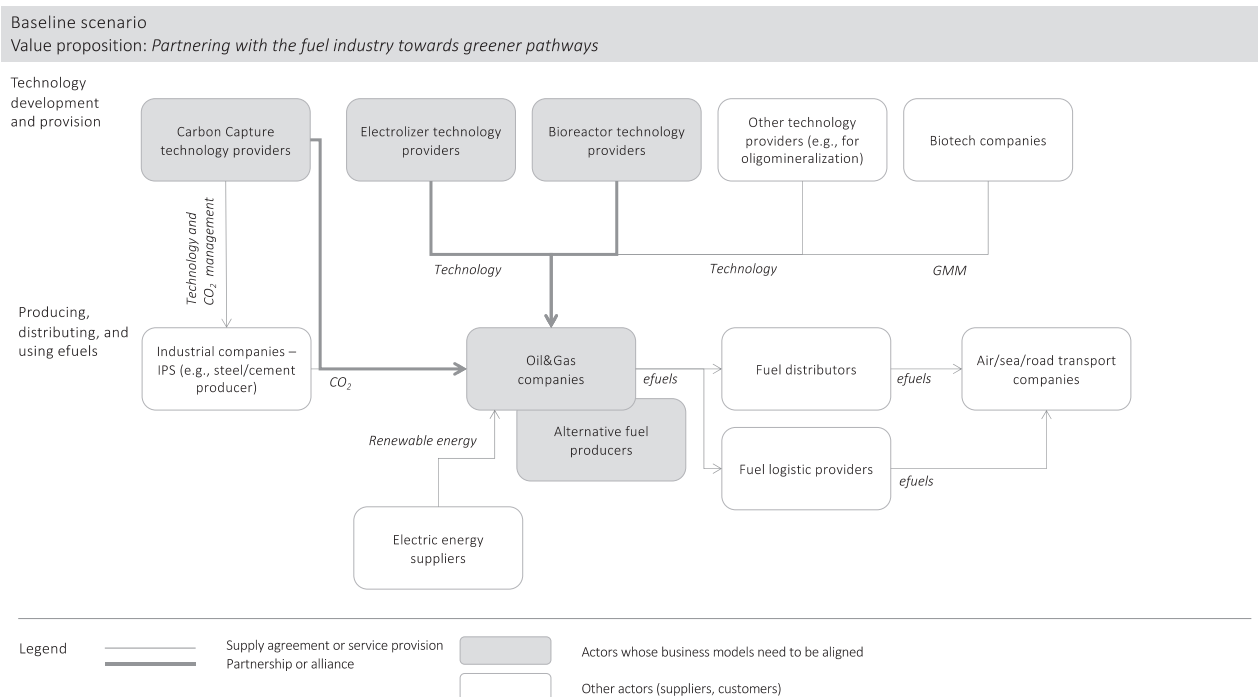 Baseline scenario
Value proposition: Partnering with the fuel industry towards greener pathways
Technology
development
and provision
Carbon Capture
technology providers
Electrolizer technology
providers
Bioreactor technology
providers
Other technology
providers (e.g., for
oligomineralization)
Biotech companies
Technology and
CO2 management
Technology
Technology
GMM
Producing,
distributing, and
using efuels
Industrial companies –
IPS (e.g., steel/cement
producer)
CO2
Oil&Gas
companies
efuels
Fuel distributors
efuels
Air/sea/road transport
companies
Alternative fuel
producers
Renewable energy
Fuel logistic providers
efuels
Electric energy
suppliers
Legend
Supply agreement or service provision
Partnership or alliance
Actors whose business models need to be aligned
Other actors (suppliers, customers)